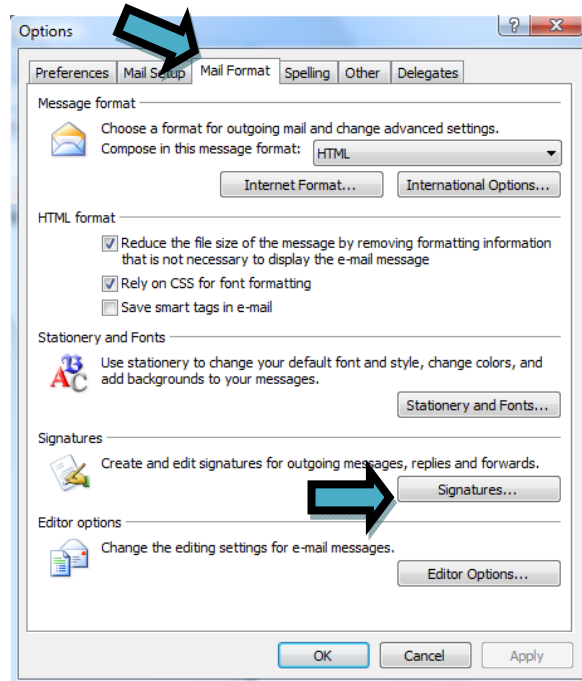 Options
Preferences Mail Setup Mail Format Spelling Other Delegates
Message format
Choose a format for outgoing mail and change advanced settings.
Compose in this message format: HTML
Internet Format... International Options...
HTML format
Reduce the file size of the message by removing formatting information
that is not necessary to display the e-mail message
Rely on CSS for font formatting
Save smart tags in e-mail
Stationery and Fonts
Use stationery to change your default font and style, change colors, and
add backgrounds to your messages.
Stationery and Fonts...
Signatures
Create and edit signatures for outgoing messages, replies and forwards.
Signatures...
Editor options
Change the editing settings for e-mail messages.
Editor Options...
OK Cancel Apply